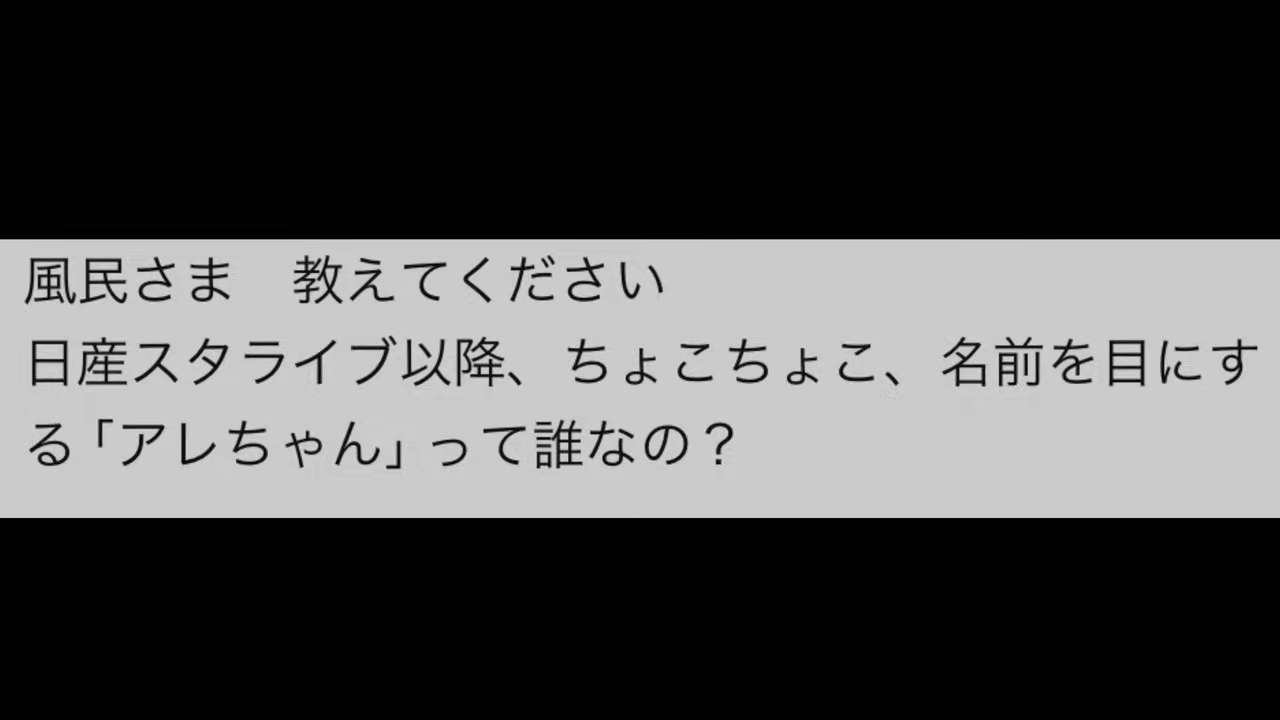 風民さま　教えてください
日産スタライブ以降、ちょこちょこ、名前を目にす
る「アレちゃん」って誰なの？